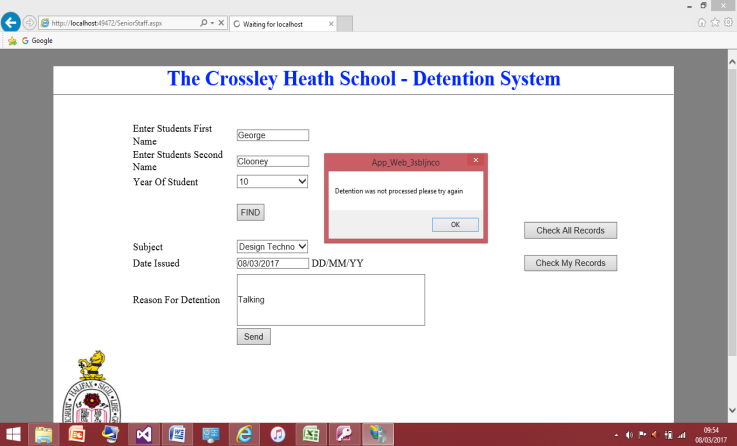 http://localhost:49472/SeniorStaff.aspx
Waiting for localhost
Google
The Crossley Heath School - Detention System
Enter Students First
Name
George
Enter Students Second
Name
Clooney
Year Of Student
10
App_Web_3sbljnco
Detention was not processed please try again
OK
FIND
Check All Records
Subject
Design Techno
Date Issued
08/03/2017
DD/MM/YY
Check My Records
Reason For Detention
Talking
Send
HALIFAX
09:54
08/03/2017